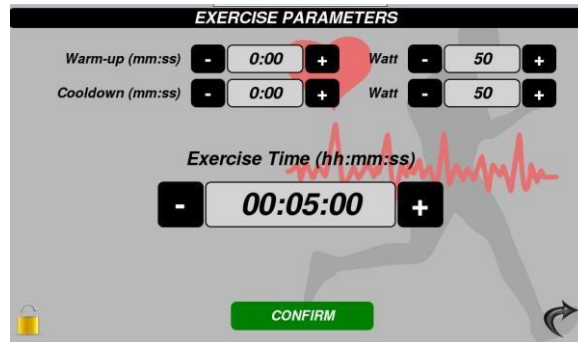 EXERCISE PARAMETERS
Warm-up (mm:ss) - 0:00 + Watt - 50 +
Cooldown (mm:ss) - 0:00 + Watt - 50 +
Exercise Time (hh:mm:ss)
- 00:05:00 +
CONFIRM